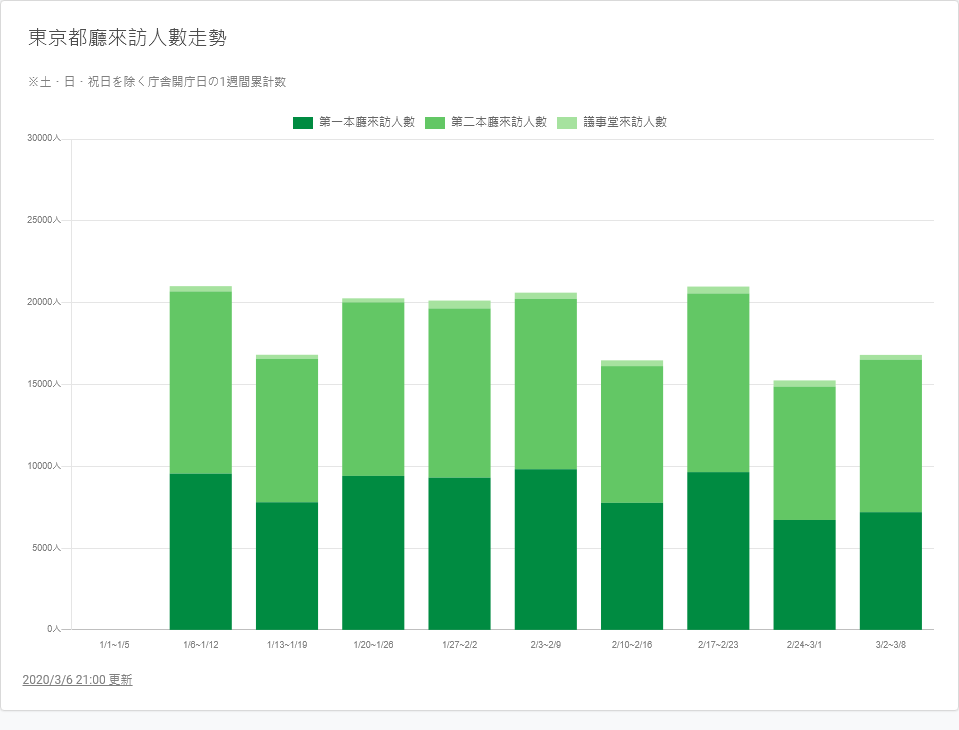 東京都廳來訪人數走勢
※土・日・祝日を除く庁舎開庁日の1週間累計数
第一本廳來訪人數 第二本廳來訪人數 議事堂來訪人數
30000人
25000人
20000人
15000人
10000人
5000人
0人
1/1~1/5 1/6~1/12 1/13~1/19 1/20~1/26 1/27~2/2 2/3~2/9 2/10~2/16 2/17~2/23 2/24~3/1 3/2~3/8
2020/3/6 21:00 更新